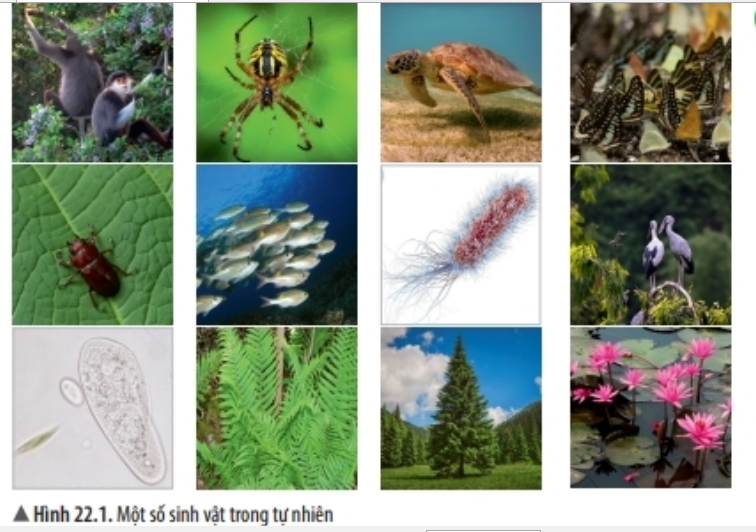 ▲ Hình 22.1. Một số sinh vật trong tự nhiên